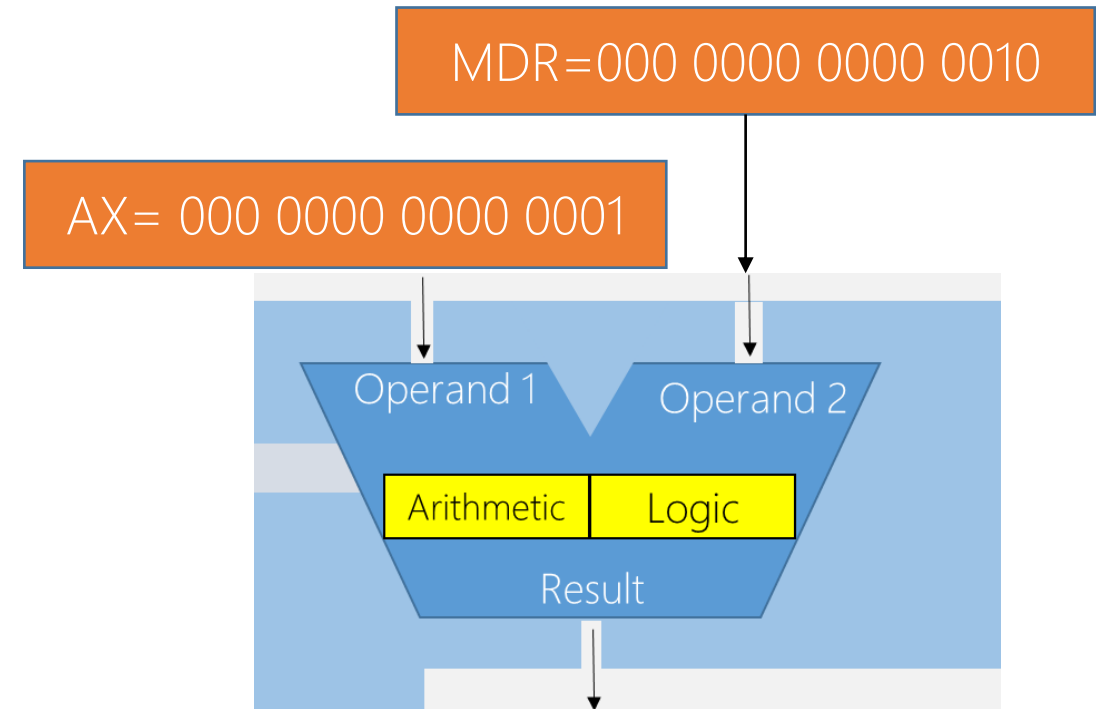 MDR=000 0000 0000 0010
AX= 000 0000 0000 0001
Operand 1
Operand 2
Arithmetic
Logic
Result